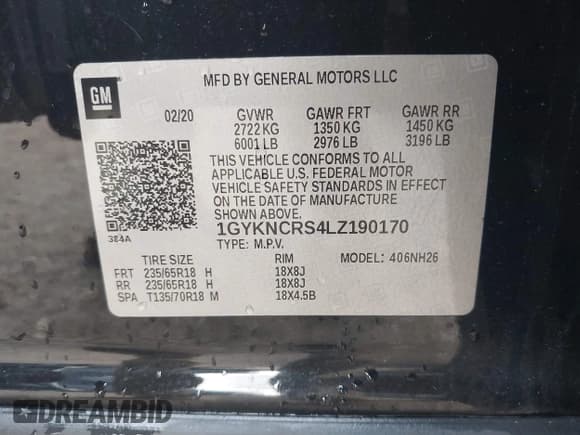 GM
MFD BY GENERAL MOTORS LLC
02/20 GVWR GAWR FRT GAWR RR
2722 KG 1350 KG 1450 KG
6001 LB 2976 LB 3196 LB
THIS VEHICLE CONFORMS TO ALL
APPLICABLE U.S. FEDERAL MOTOR
VEHICLE SAFETY STANDARDS IN EFFECT
ON THE DATE OF MANUFACTURE
SHOWN ABOVE.
384A 1GYKNCRS4LZ190170
TYPE: M.P.V.
TIRE SIZE RIM MODEL: 406NH26
FRT 235/65R18 H 18X8J
RR 235/65R18 H 18X8J
SPA T135/70R18 M 18X4.5B
DREAMBID